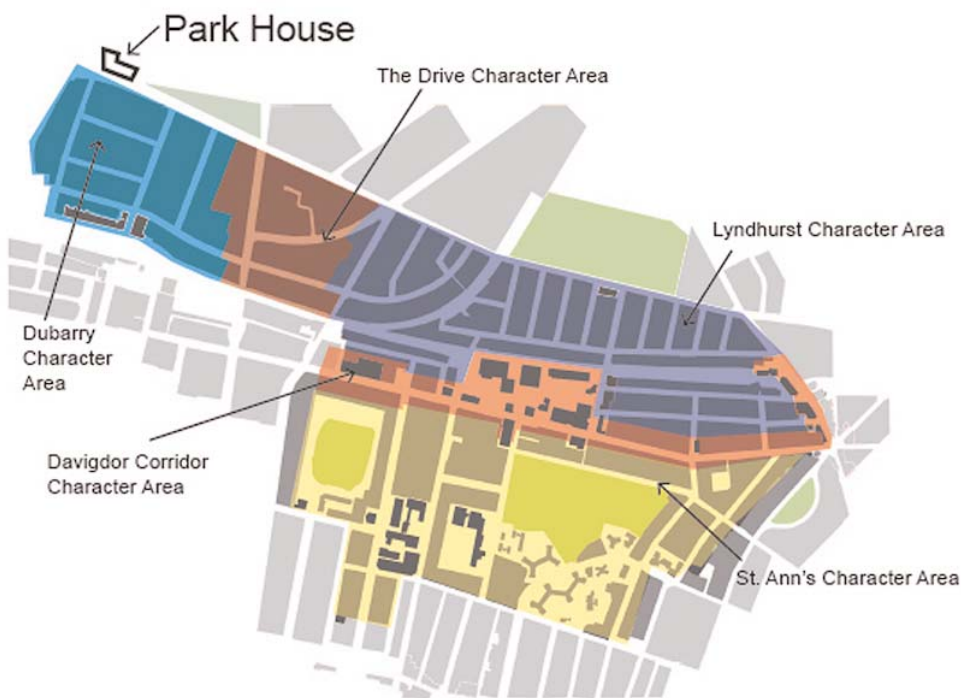 Park House
The Drive Character Area
Lyndhurst Character Area
Dubarry
Character
Area
Davigdor Corridor
Character Area
St. Ann's Character Area